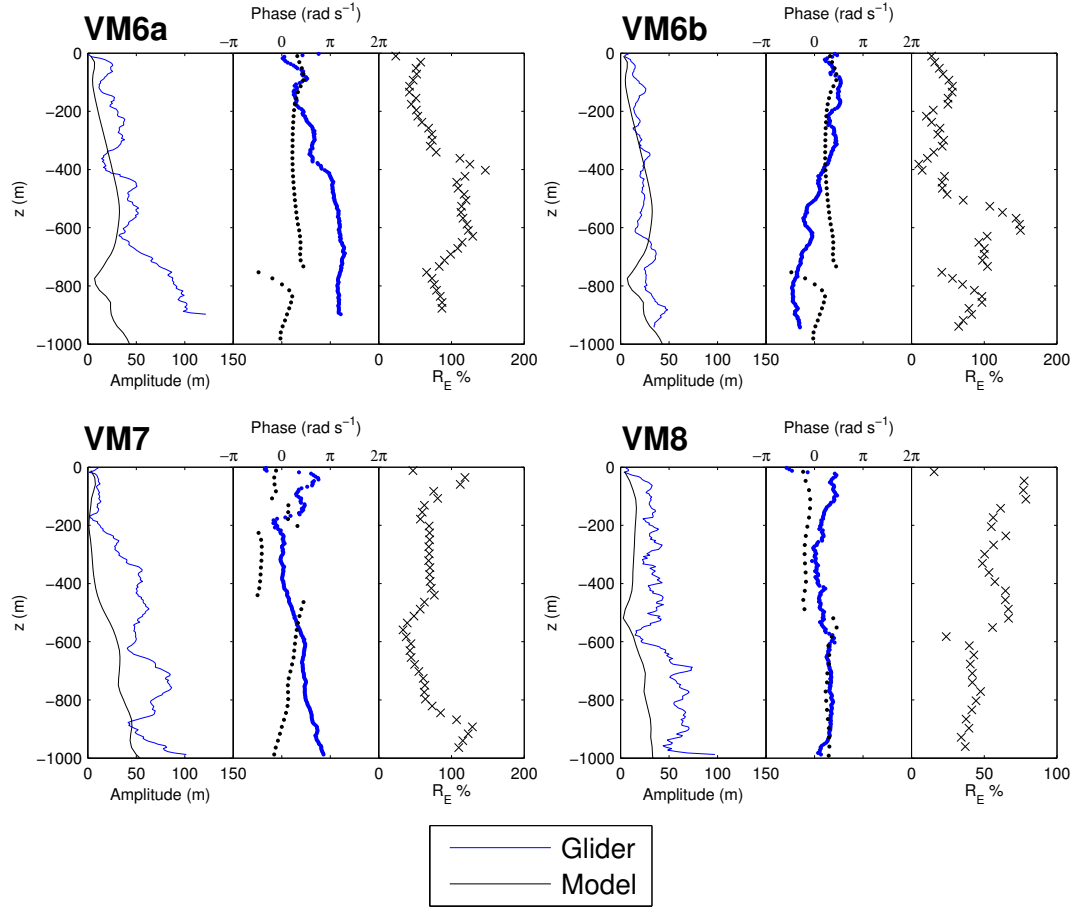 VM6a
Phase (rad s⁻¹)
−π 0 π 2π
0
−200
−400
−600
−800
−1000
z (m)
0 50 100 150
Amplitude (m)
0 50 100 150 200
R_E %
VM6b
Phase (rad s⁻¹)
−π 0 π 2π
0
−200
−400
−600
−800
−1000
z (m)
0 50 100 150
Amplitude (m)
0 100 200
R_E %
VM7
Phase (rad s⁻¹)
−π 0 π 2π
0
−200
−400
−600
−800
−1000
z (m)
0 50 100 150
Amplitude (m)
0 50 100 150 200
R_E %
VM8
Phase (rad s⁻¹)
−π 0 π 2π
0
−200
−400
−600
−800
−1000
z (m)
0 50 100 150
Amplitude (m)
0 50 100
R_E %
Glider
Model